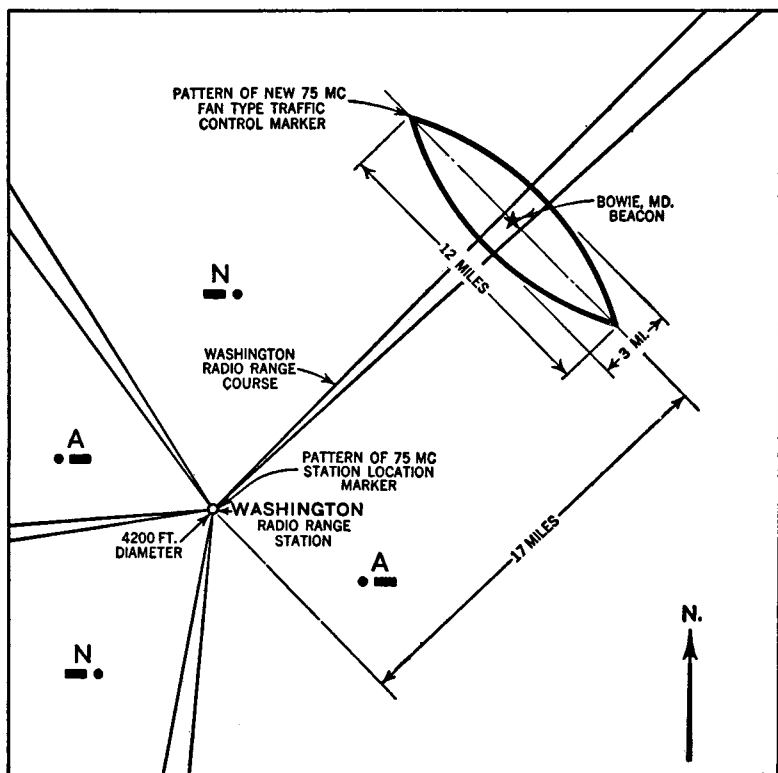 PATTERN OF NEW 75 MC
FAN TYPE TRAFFIC
CONTROL MARKER
BOWIE, MD.
BEACON
12 MILES
3 MI.
N
WASHINGTON
RADIO RANGE
COURSE
A
PATTERN OF 75 MC
STATION LOCATION
MARKER
WASHINGTON
RADIO RANGE
STATION
4200 FT.
DIAMETER
17 MILES
A
N
N.